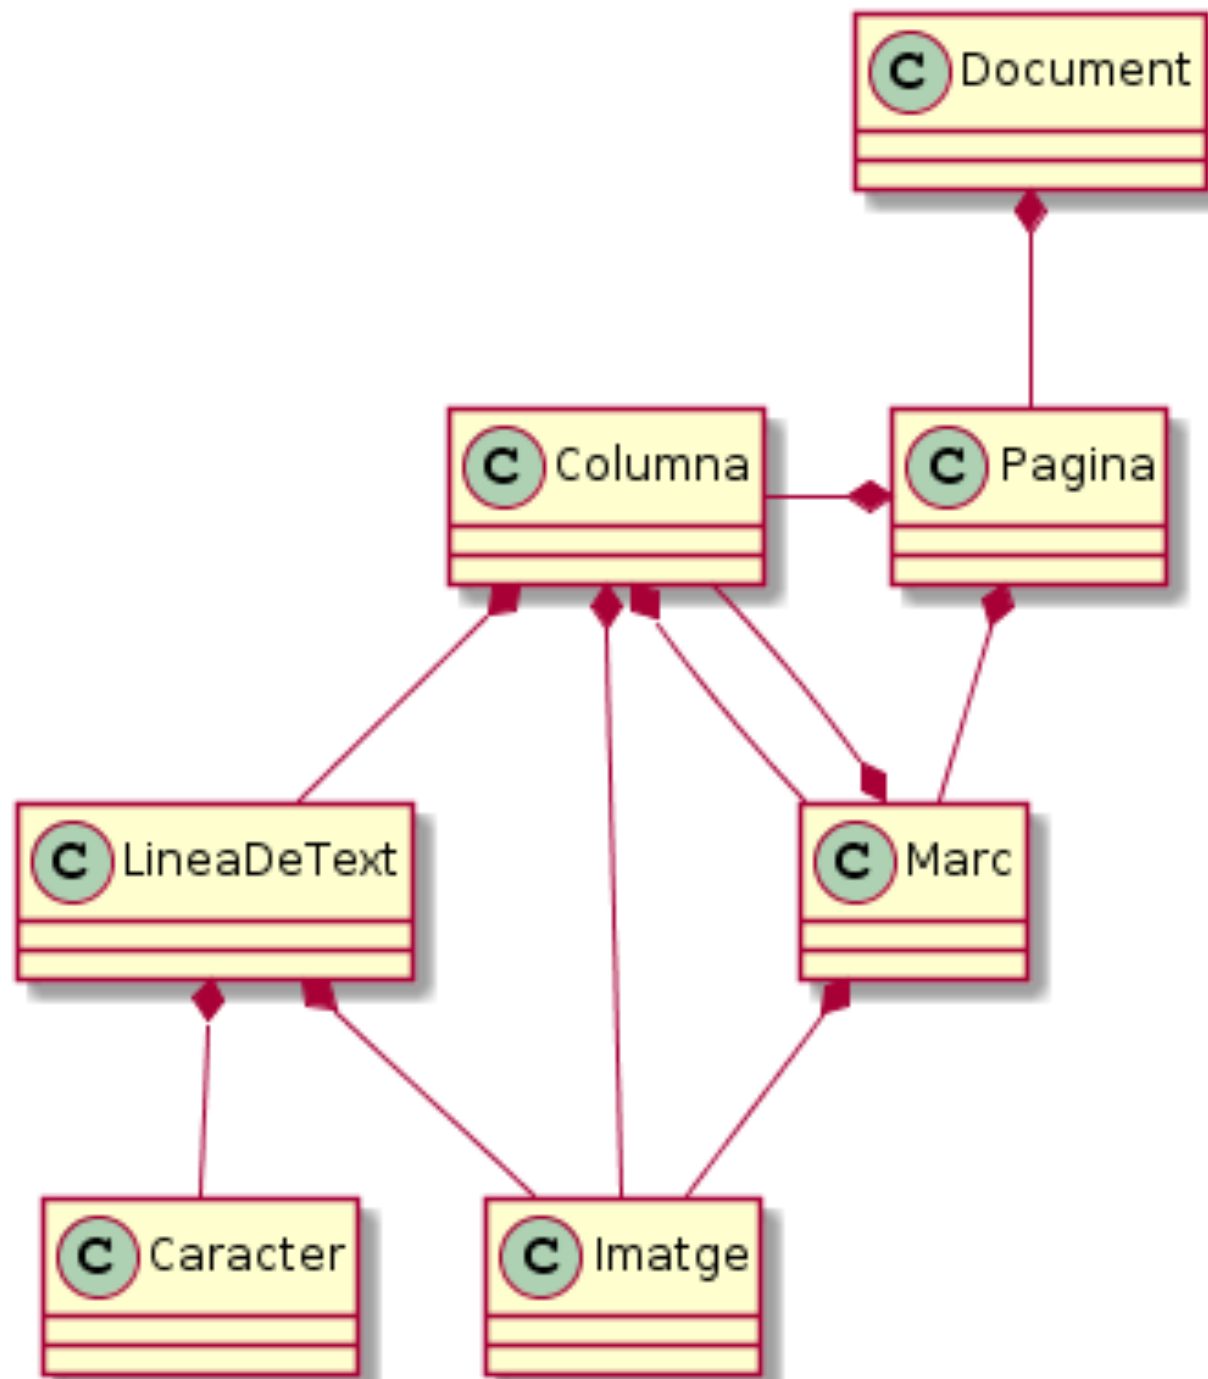 C Document
C Columna
C Pagina
C LineaDeText
C Marc
C Caracter
C Imatge